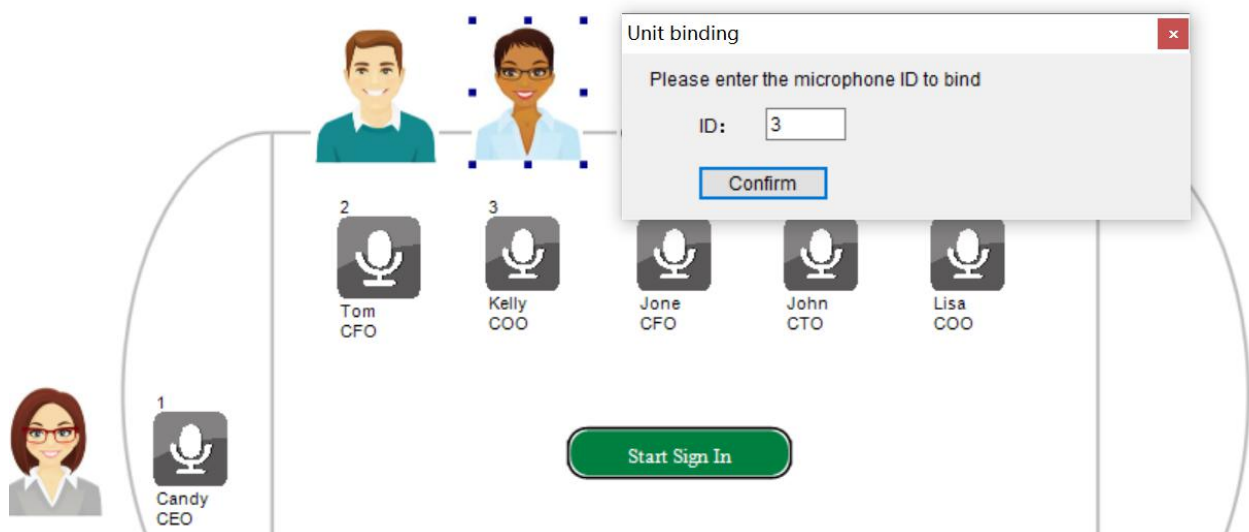 Unit binding
Please enter the microphone ID to bind
ID: 3
Confirm
2
3
Tom
CFO
Kelly
COO
Jone
CFO
John
CTO
Lisa
COO
1
Candy
CEO
Start Sign In